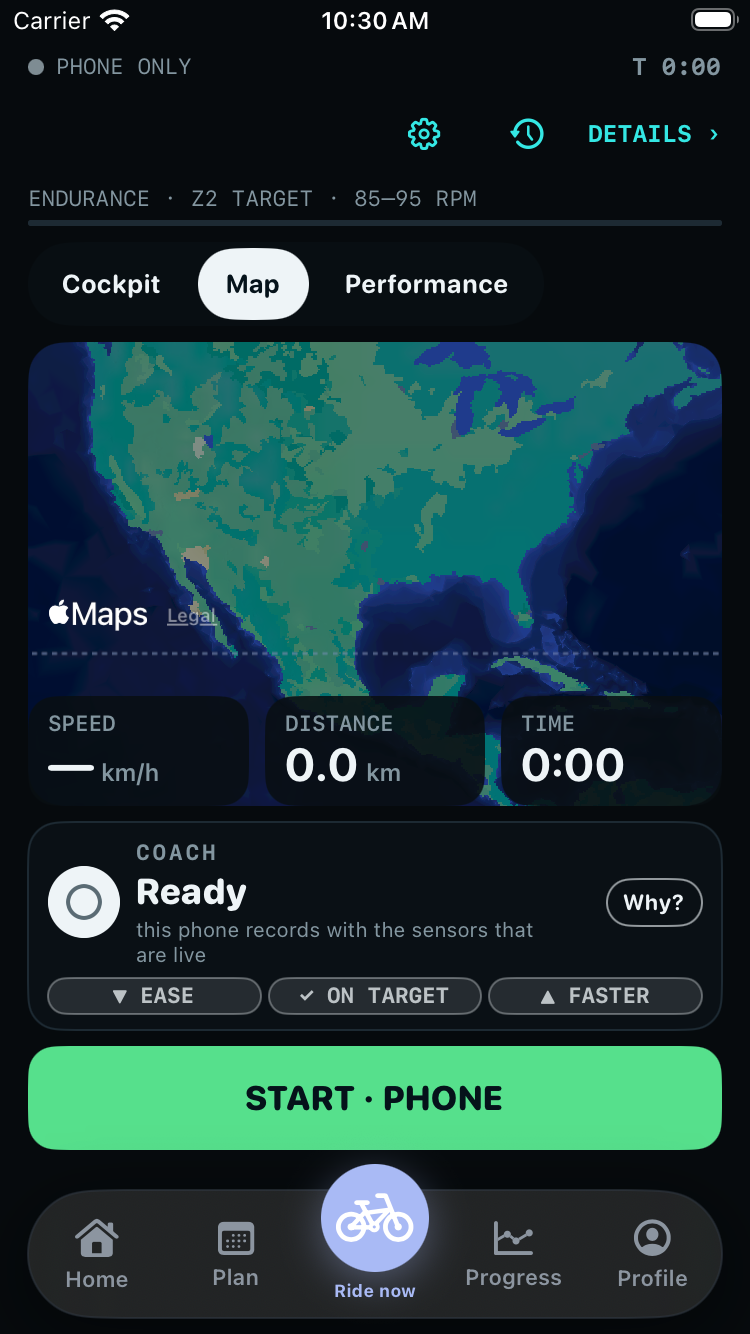 Carrier 10:30 AM
PHONE ONLY T 0:00
DETAILS ›
ENDURANCE · Z2 TARGET · 85–95 RPM
Cockpit Map Performance
Maps Legal
SPEED DISTANCE TIME
— km/h 0.0 km 0:00
COACH
Ready
Why?
this phone records with the sensors that
are live
▼ EASE ✓ ON TARGET ▲ FASTER
START · PHONE
Home Plan Ride now Progress Profile